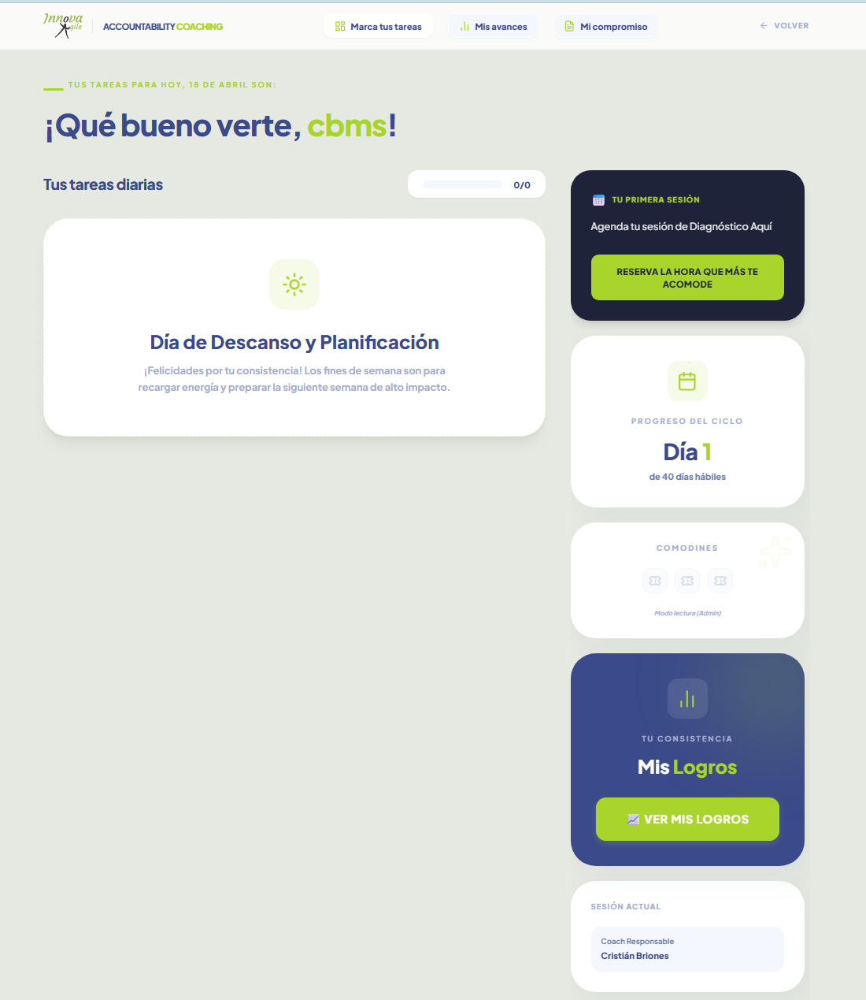 Innova
Agile
ACCOUNTABILITY COACHING
Marca tus tareas
Mis avances
Mi compromiso
← VOLVER
TUS TAREAS PARA HOY, 18 DE ABRIL SON:
¡Qué bueno verte, cbms!
Tus tareas diarias
0/0
Día de Descanso y Planificación
¡Felicidades por tu consistencia! Los fines de semana son para
recargar energía y preparar la siguiente semana de alto impacto.
TU PRIMERA SESIÓN
Agenda tu sesión de Diagnóstico Aquí
RESERVA LA HORA QUE MÁS TE
ACOMODE
PROGRESO DEL CICLO
Día 1
de 40 días hábiles
COMODINES
Modo lectura (Admin)
TU CONSISTENCIA
Mis Logros
VER MIS LOGROS
SESIÓN ACTUAL
Coach Responsable
Cristián Briones